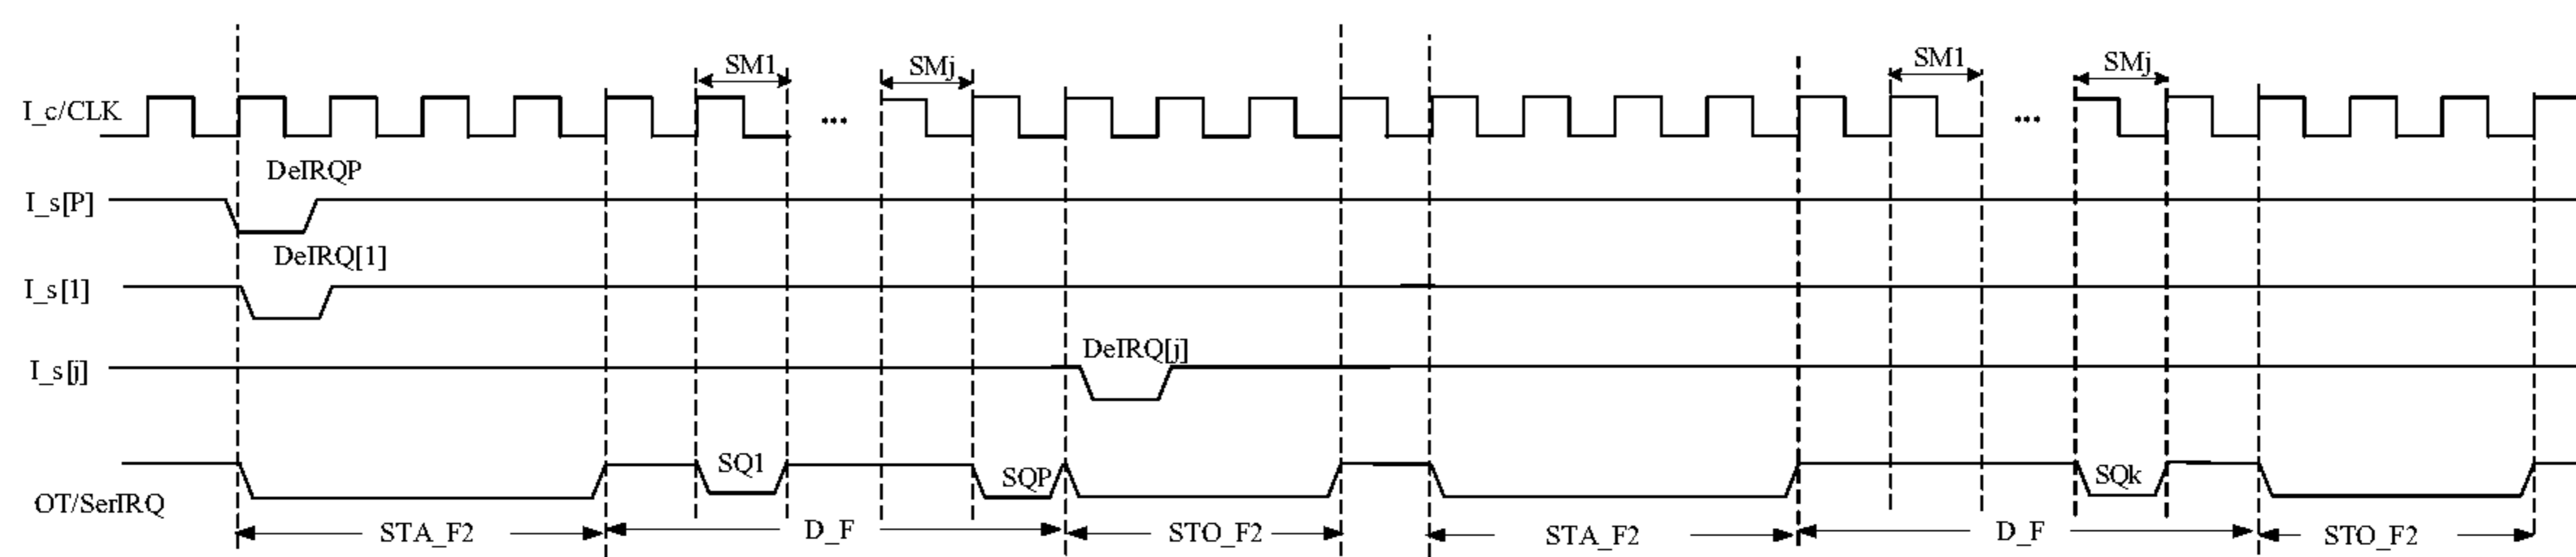 SM1
SMj
SM1
SMj
I_c/CLK
...
...
DeIRQP
I_s[P]
DeIRQ[1]
I_s[1]
DeIRQ[j]
I_s[j]
SQ1
SQP
SQk
OT/SerIRQ
STA_F2
D_F
STO_F2
STA_F2
D_F
STO_F2